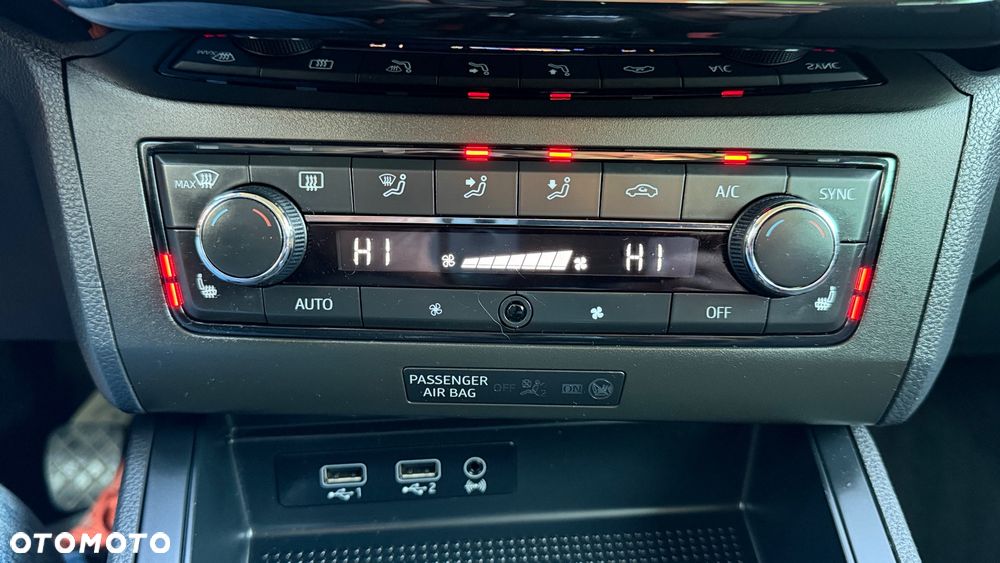 MAX
A/C
SYNC
HI
HI
AUTO
OFF
PASSENGER
AIR BAG
OFF
ON
1
2
OTOMOTO